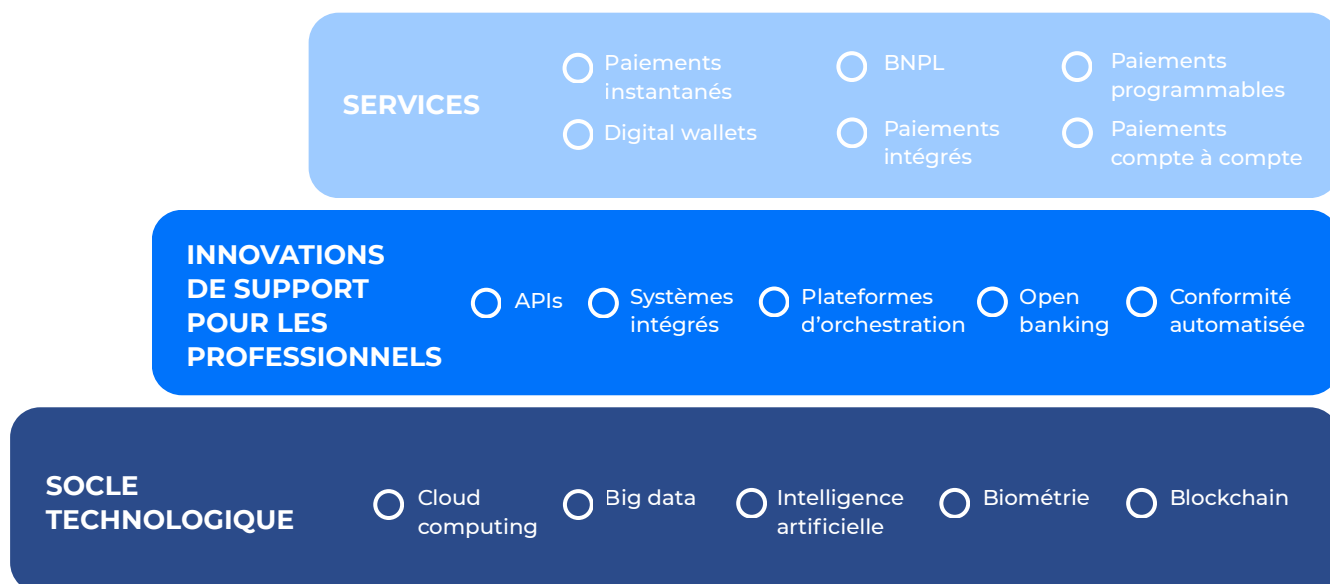 SERVICES
Paiements
instantanés
BNPL
Paiements
programmables
Digital wallets
Paiements
intégrés
Paiements
compte à compte
INNOVATIONS
DE SUPPORT
POUR LES
PROFESSIONNELS
APIs
Systèmes
intégrés
Plateformes
d’orchestration
Open
banking
Conformité
automatisée
SOCLE
TECHNOLOGIQUE
Cloud
computing
Big data
Intelligence
artificielle
Biométrie
Blockchain